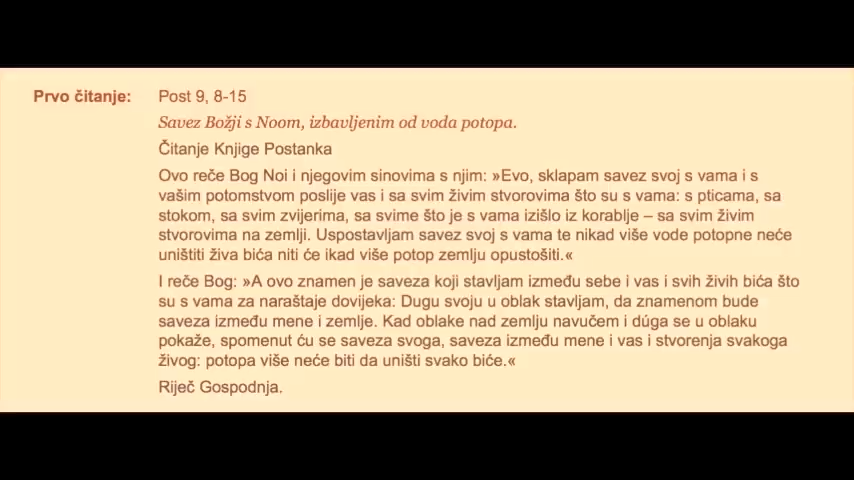 Prvo čitanje: Post 9, 8-15
Savez Božji s Noom, izbavljenim od voda potopa.
Čitanje Knjige Postanka
Ovo reče Bog Noi i njegovim sinovima s njim: »Evo, sklapam savez svoj s vama i s
vašim potomstvom poslije vas i sa svim živim stvorovima što su s vama: s pticama, sa
stokom, sa svim zvijerima, sa svime što je s vama izišlo iz korablje – sa svim živim
stvorovima na zemlji. Uspostavljam savez svoj s vama te nikad više vode potopne neće
uništiti živa bića niti će ikad više potop zemlju opustošiti.«
I reče Bog: »A ovo znamen je saveza koji stavljam između sebe i vas i svih živih bića što
su s vama za naraštaje dovijeka: Dugu svoju u oblak stavljam, da znamenom bude
saveza između mene i zemlje. Kad oblake nad zemlju navučem i dúga se u oblaku
pokaže, spomenut ću se saveza svoga, saveza između mene i vas i stvorenja svakoga
živog: potopa više neće biti da uništi svako biće.«
Riječ Gospodnja.